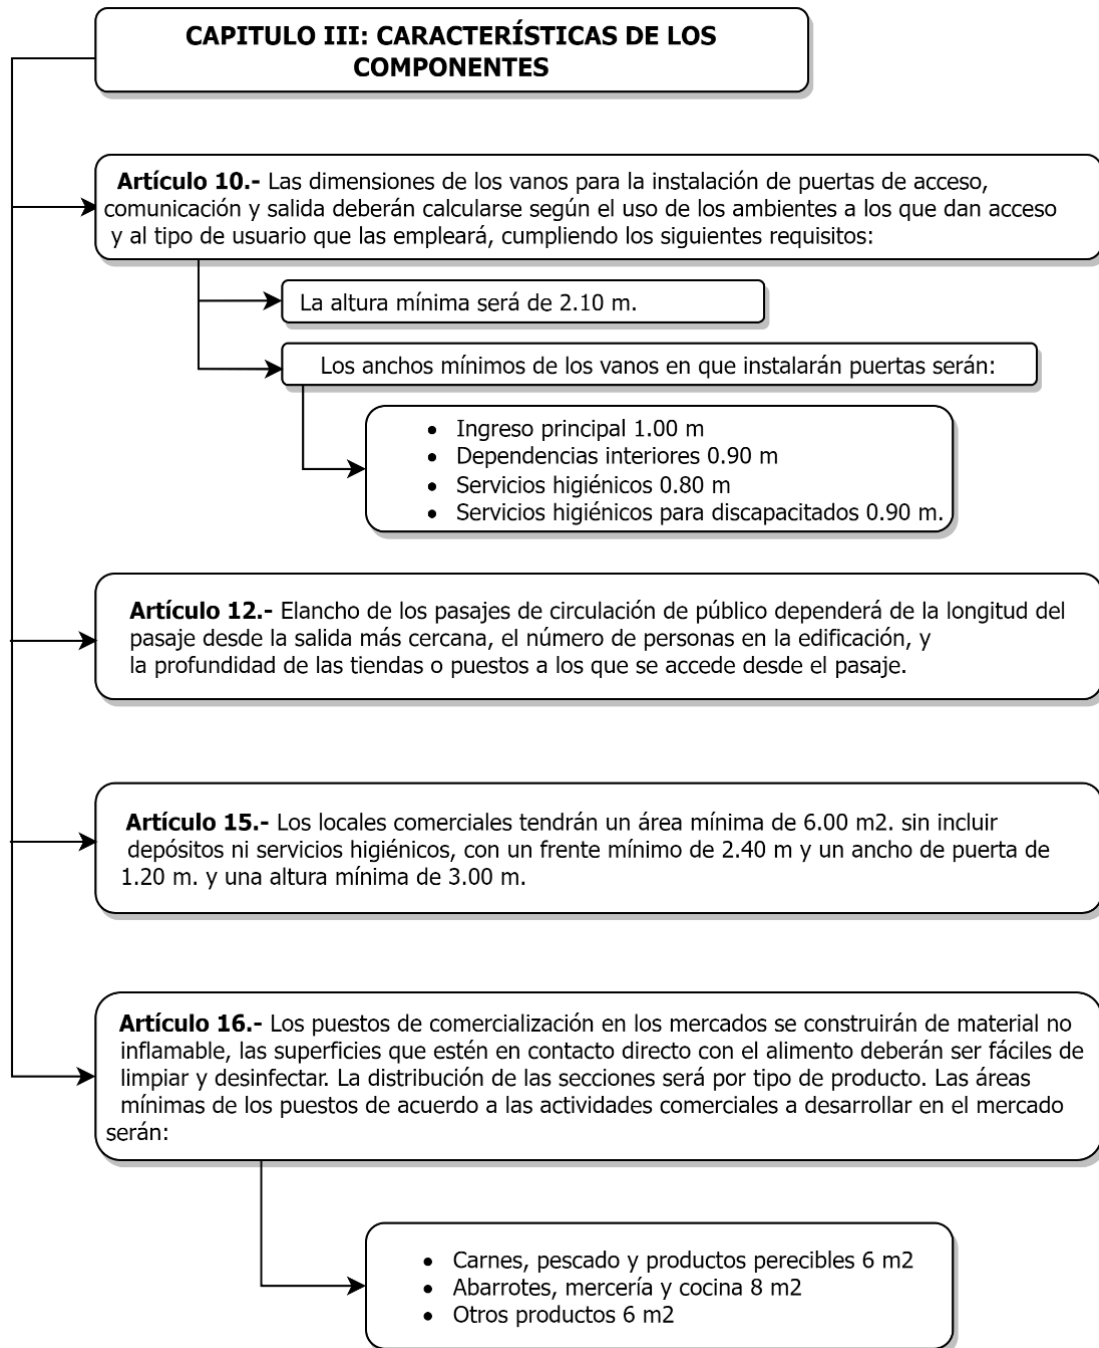 CAPITULO III: CARACTERÍSTICAS DE LOS
COMPONENTES
Artículo 10.- Las dimensiones de los vanos para la instalación de puertas de acceso,
comunicación y salida deberán calcularse según el uso de los ambientes a los que dan acceso
y al tipo de usuario que las empleará, cumpliendo los siguientes requisitos:
La altura mínima será de 2.10 m.
Los anchos mínimos de los vanos en que instalarán puertas serán:
• Ingreso principal 1.00 m
• Dependencias interiores 0.90 m
• Servicios higiénicos 0.80 m
• Servicios higiénicos para discapacitados 0.90 m.
Artículo 12.- Elancho de los pasajes de circulación de público dependerá de la longitud del
pasaje desde la salida más cercana, el número de personas en la edificación, y
la profundidad de las tiendas o puestos a los que se accede desde el pasaje.
Artículo 15.- Los locales comerciales tendrán un área mínima de 6.00 m2. sin incluir
depósitos ni servicios higiénicos, con un frente mínimo de 2.40 m y un ancho de puerta de
1.20 m. y una altura mínima de 3.00 m.
Artículo 16.- Los puestos de comercialización en los mercados se construirán de material no
inflamable, las superficies que estén en contacto directo con el alimento deberán ser fáciles de
limpiar y desinfectar. La distribución de las secciones será por tipo de producto. Las áreas
mínimas de los puestos de acuerdo a las actividades comerciales a desarrollar en el mercado
serán:
• Carnes, pescado y productos perecibles 6 m2
• Abarrotes, mercería y cocina 8 m2
• Otros productos 6 m2